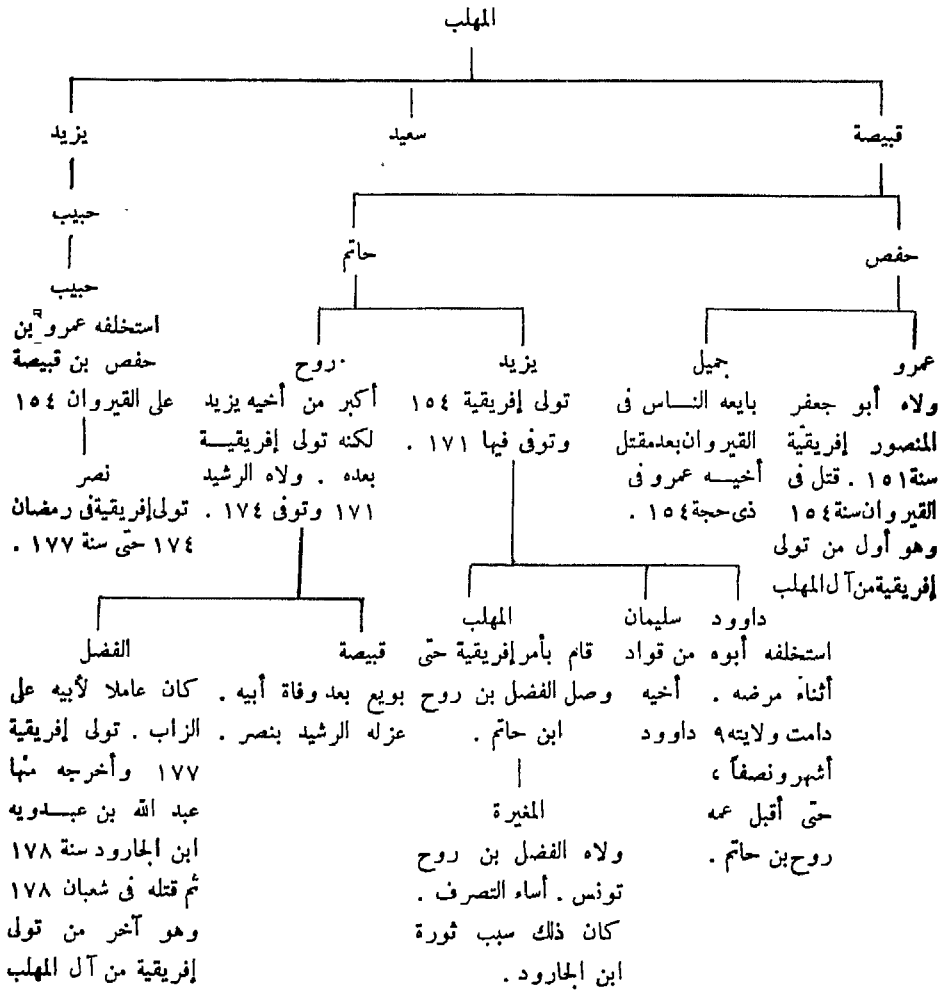 المهلب
قبيصة
سعيد
يزيد
حبيب
حبيب
استخلفه عمرو بن
حفص بن قبيصة
على القيروان ١٥٤
نصر
تولى إفريقية فى رمضان
١٧٤ حتى سنة ١٧٧ .
حفص
حاتم
عمرو
ولاه أبو جعفر
المنصور إفريقية
سنة ١٥١ . قتل فى
القيروان سنة ١٥٤
وهو أول من تولى
إفريقية من آل المهلب
جميل
بايعه الناس فى
القيروان بعد مقتل
أخيه عمرو فى
ذى حجة ١٥٤ .
يزيد
تولى إفريقية ١٥٤
وتوفى فيها ١٧١ .
روح
أكبر من أخيه يزيد
لكنه تولى إفريقية
بعده . ولاه الرشيد
١٧١ وتوفى ١٧٤ .
داوود
استخلفه أبوه
أثناء مرضه .
دامت ولايته ٩
أشهر ونصفاً ،
حتى أقبل عمه
روح بن حاتم .
سليمان
من قواد
أخيه
داوود
المهلب
قام بأمر إفريقية حتى
وصل الفضل بن روح
ابن حاتم .
المغيرة
ولاه الفضل بن روح
تونس . أساء التصرف .
كان ذلك سبب ثورة
ابن الجارود .
قبيصة
بويع بعد وفاة أبيه .
عزله الرشيد بنصر .
الفضل
كان عاملا لأبيه على
الزاب . تولى إفريقية
١٧٧ وأخرجه منها
عبد الله بن عبدويه
ابن الجارود سنة ١٧٨
ثم قتله فى شعبان ١٧٨
وهو آخر من تولى
إفريقية من آل المهلب